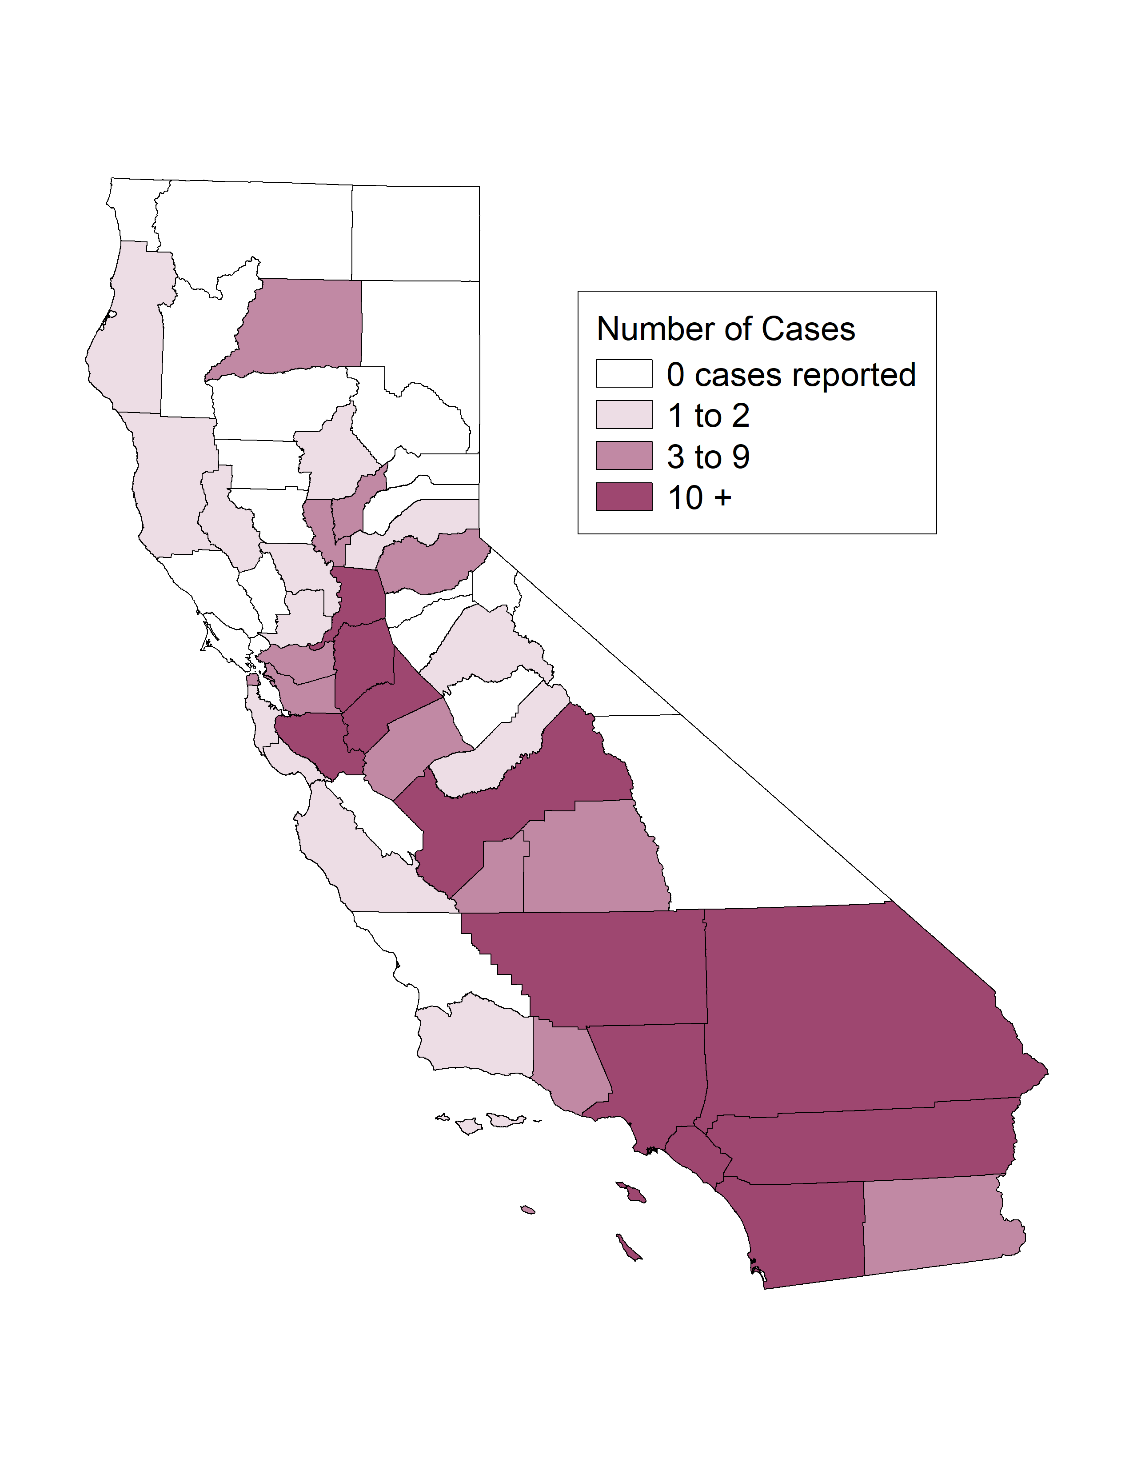 Number of Cases
0 cases reported
1 to 2
3 to 9
10 +